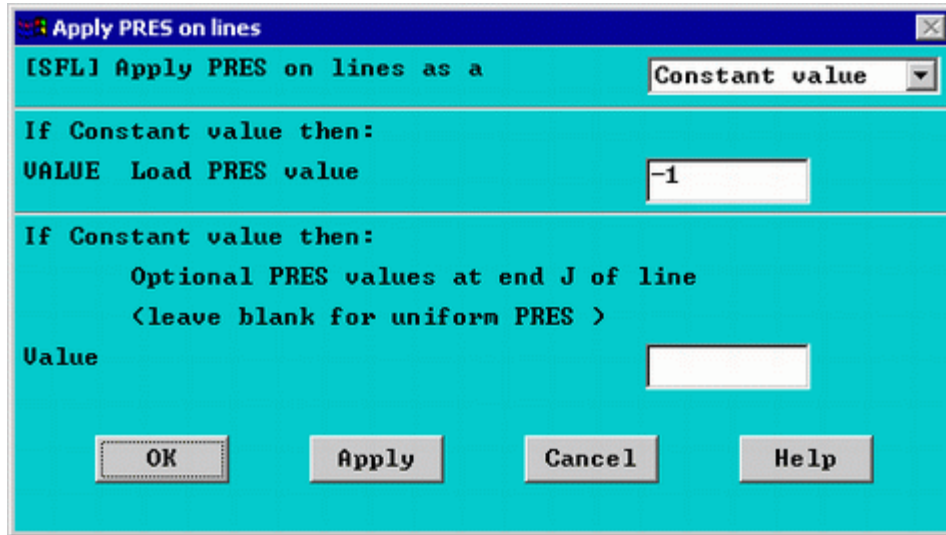 Apply PRES on lines
[SFL] Apply PRES on lines as a Constant value
If Constant value then:
VALUE Load PRES value -1
If Constant value then:
Optional PRES values at end J of line
(leave blank for uniform PRES )
Value
OK Apply Cancel Help